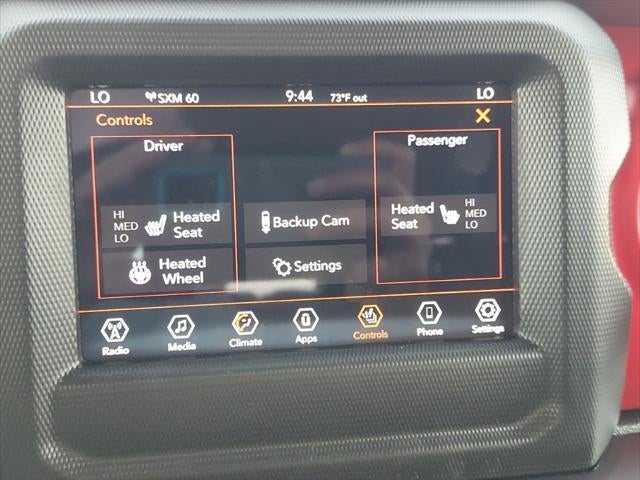 LO SXM 60 9:44 73°F out LO
Controls
Driver
Passenger
HI
MED
LO
Heated
Seat
Backup Cam
Heated
Seat
HI
MED
LO
Heated
Wheel
Settings
Radio Media Climate Apps Controls Phone Settings